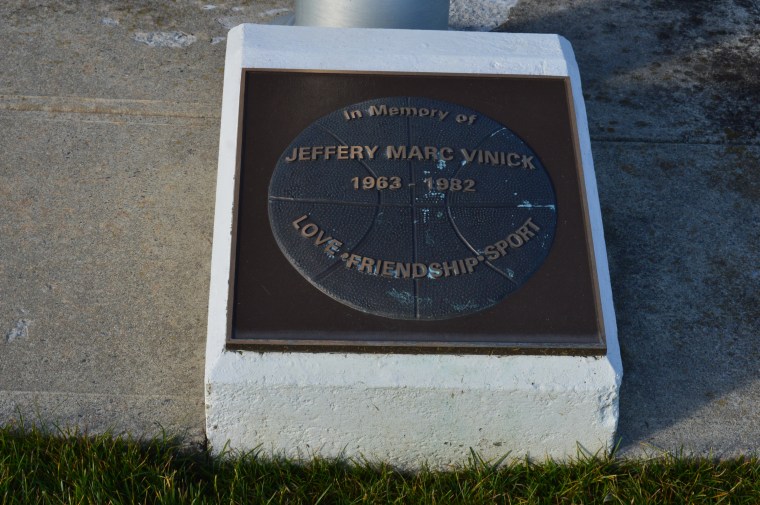 In Memory of
JEFFERY MARC VINICK
1963 - 1982
LOVE • FRIENDSHIP • SPORT